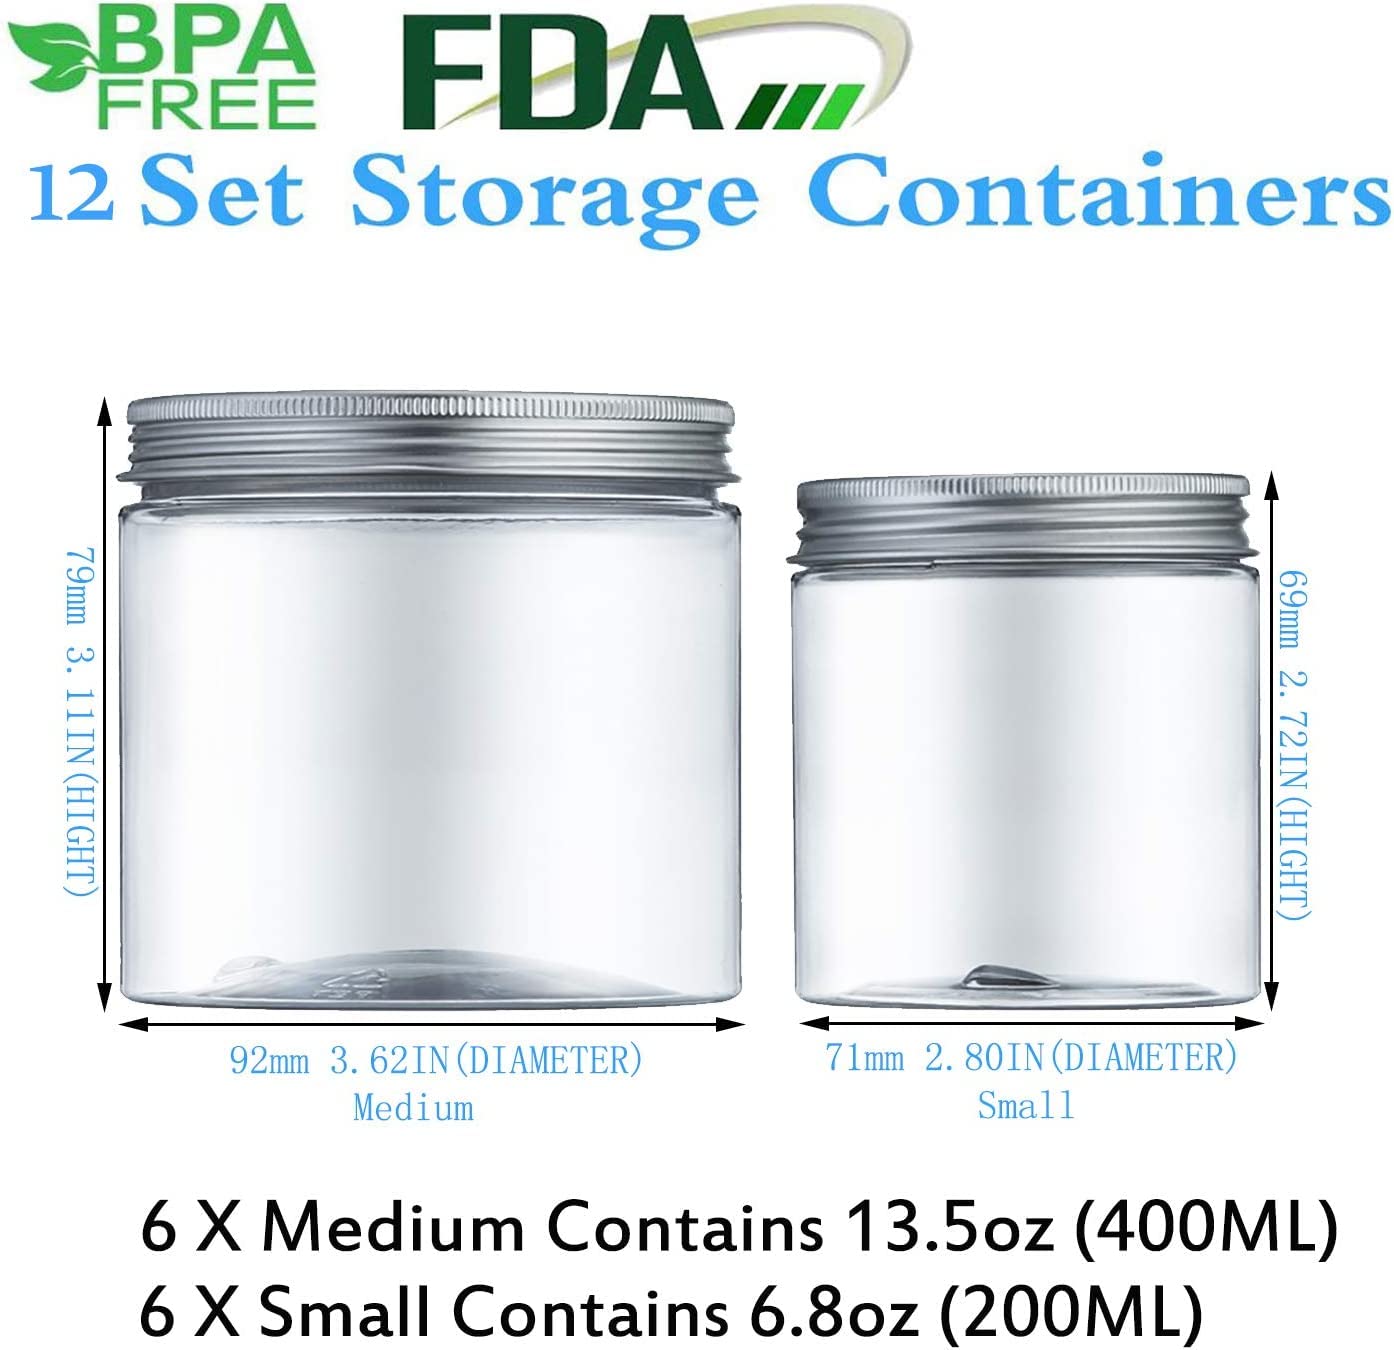 BPA
FREE
FDA
12 Set Storage Containers
79mm 3.11IN(HIGHT)
69mm 2.72IN(HIGHT)
92mm 3.62IN(DIAMETER)
Medium
71mm 2.80IN(DIAMETER)
Small
6 X Medium Contains 13.5oz (400ML)
6 X Small Contains 6.8oz (200ML)